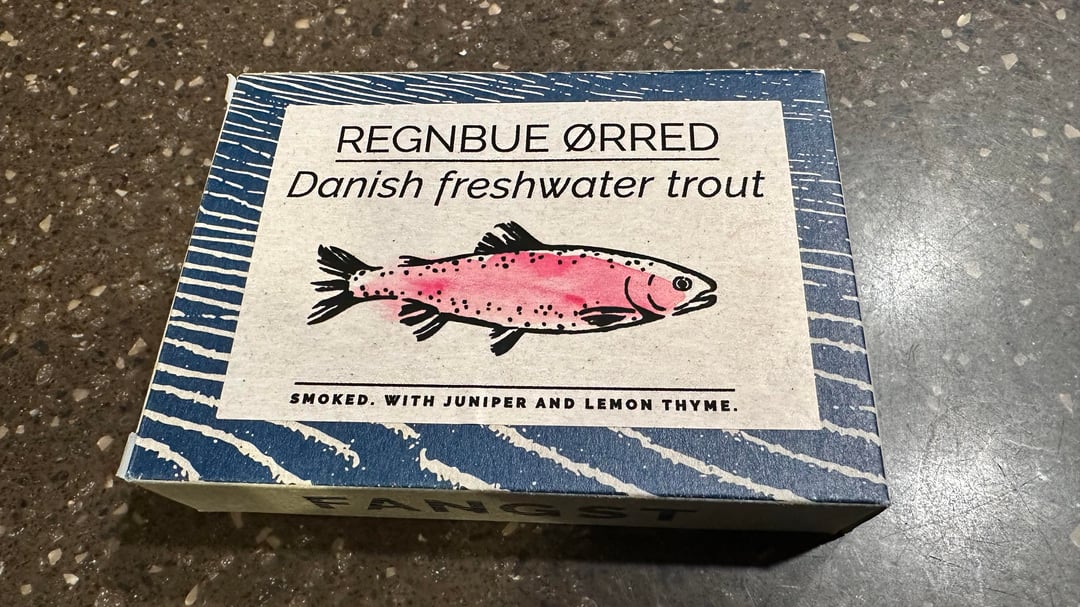 REGNBUE ØRRED
Danish freshwater trout
SMOKED. WITH JUNIPER AND LEMON THYME.
FANGST